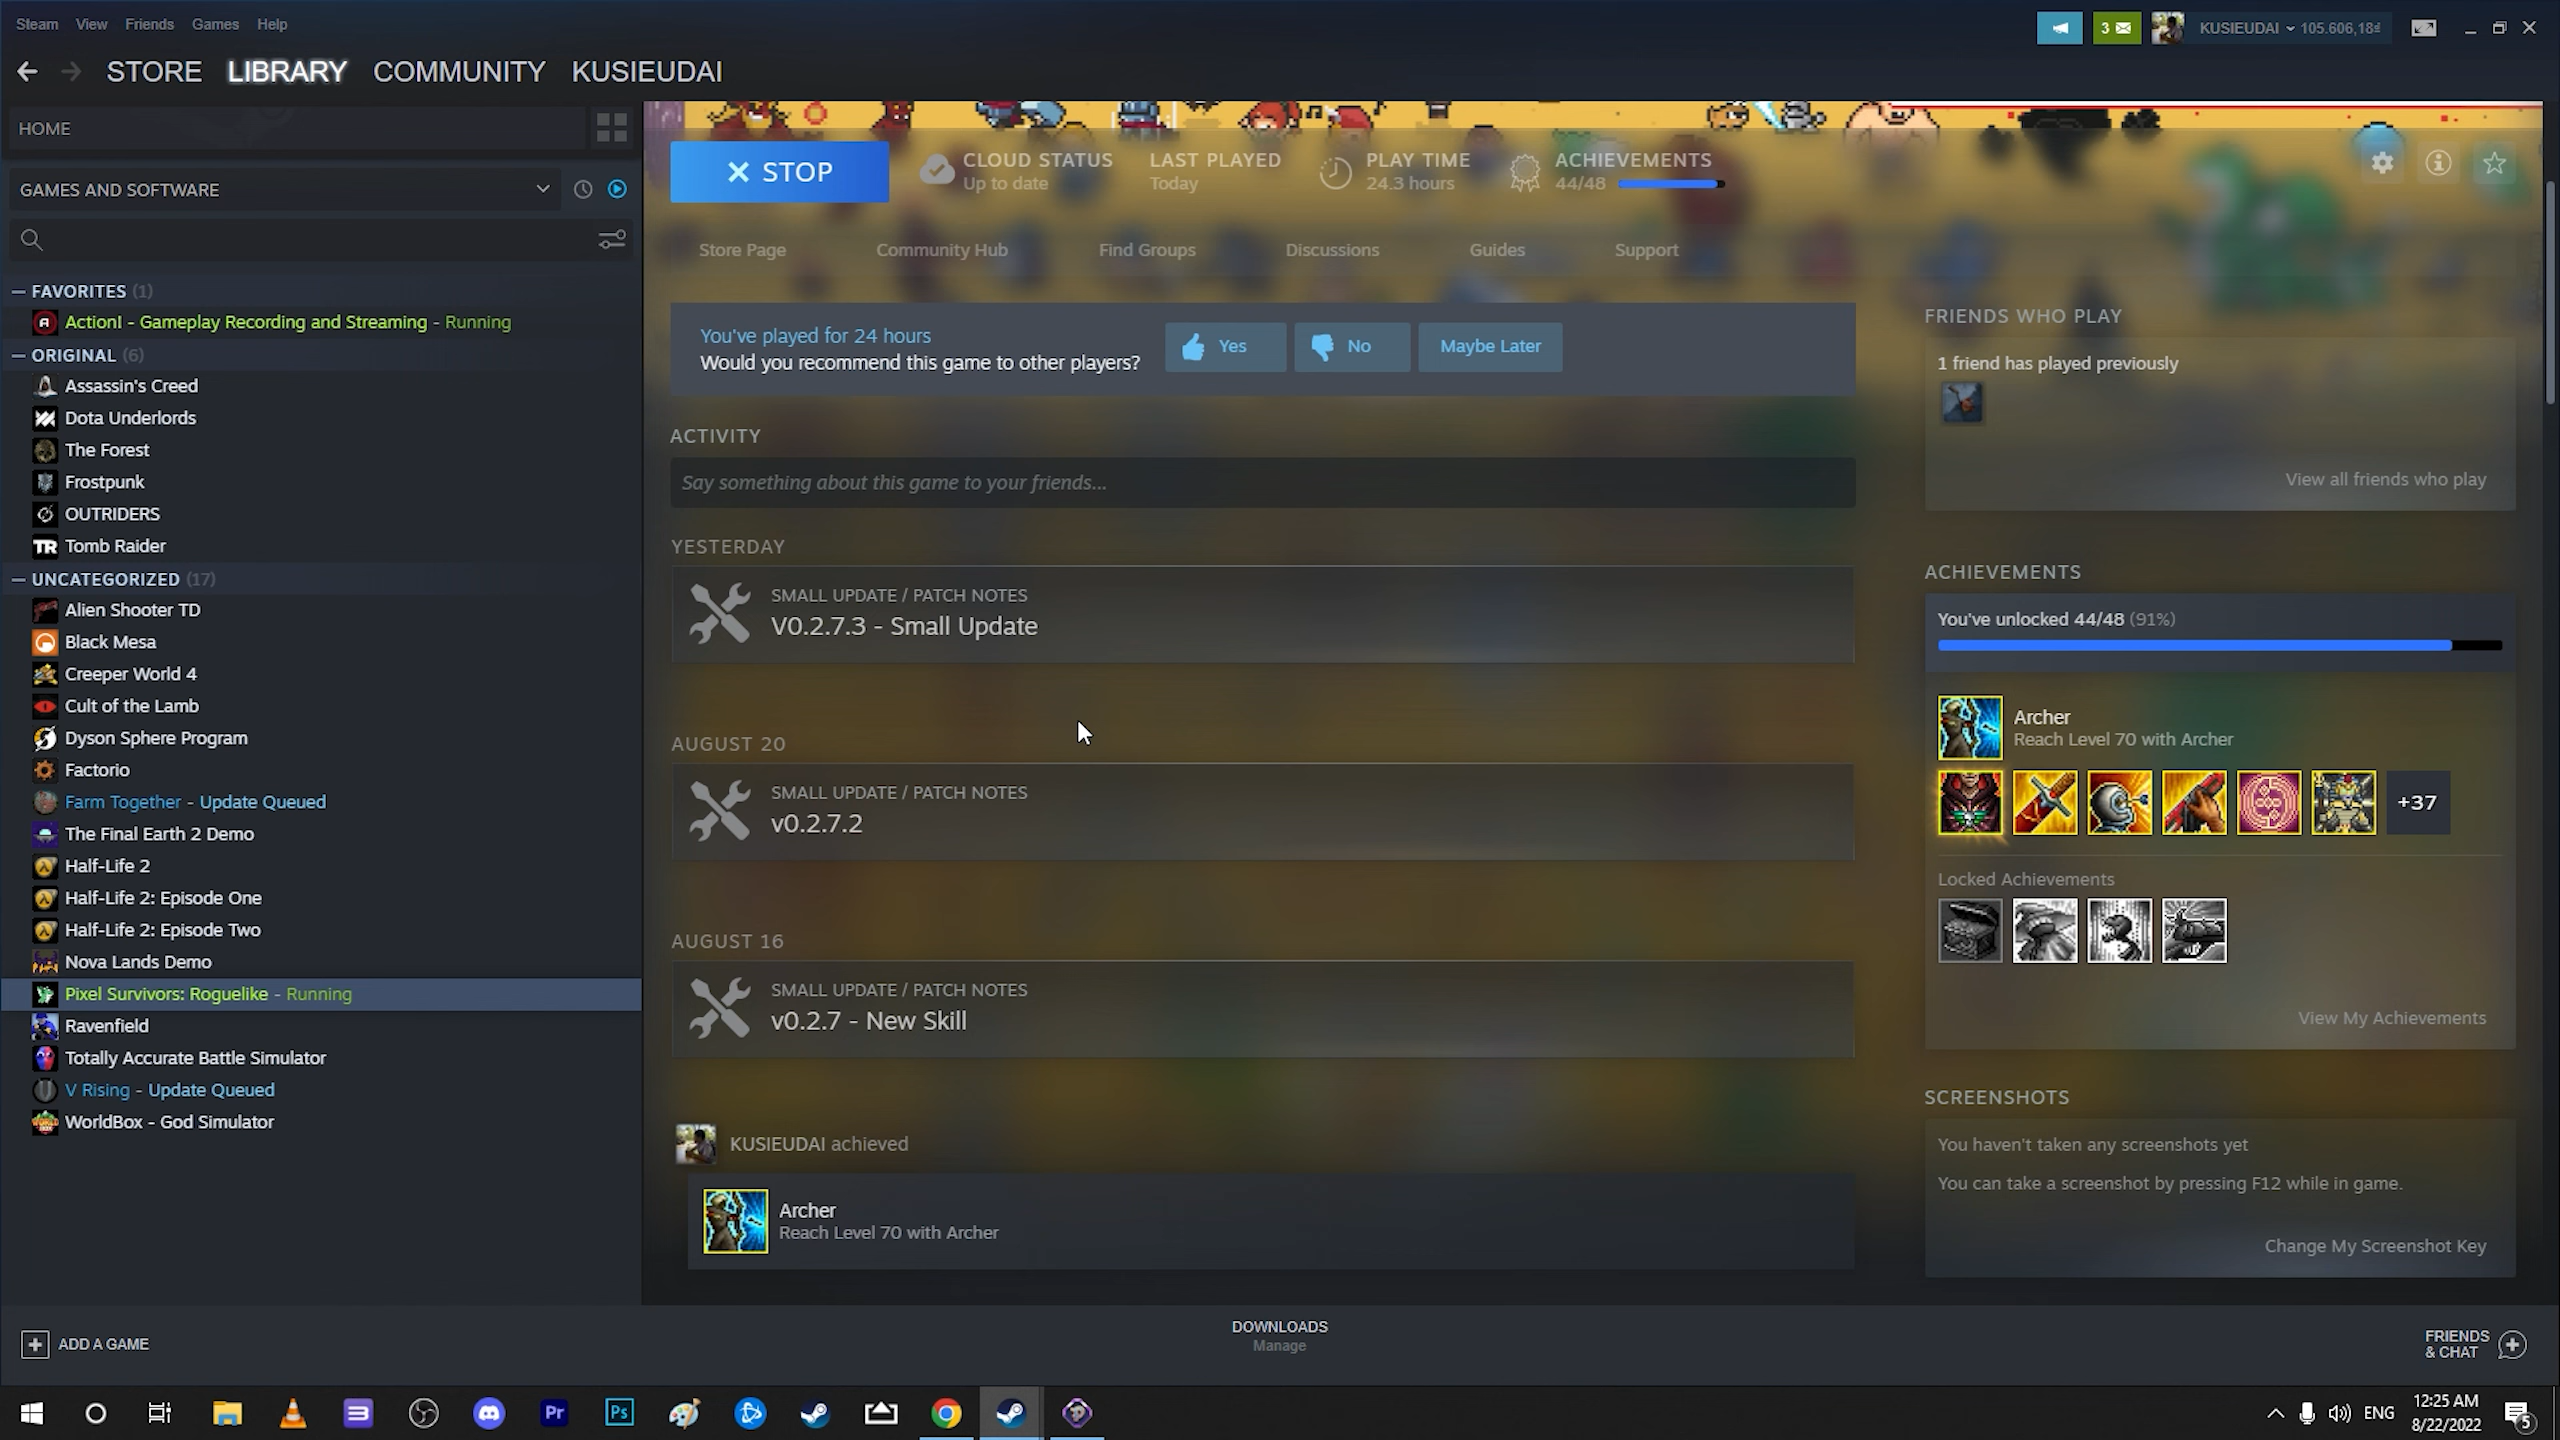 Steam View Friends Games Help
3
KUSIEUDAI 105.606,18₫
STORE LIBRARY COMMUNITY KUSIEUDAI
HOME
GAMES AND SOFTWARE
FAVORITES (1)
Action! - Gameplay Recording and Streaming - Running
ORIGINAL (6)
Assassin's Creed
Dota Underlords
The Forest
Frostpunk
OUTRIDERS
TR Tomb Raider
UNCATEGORIZED (17)
Alien Shooter TD
Black Mesa
Creeper World 4
Cult of the Lamb
Dyson Sphere Program
Factorio
Farm Together - Update Queued
The Final Earth 2 Demo
Half-Life 2
Half-Life 2: Episode One
Half-Life 2: Episode Two
Nova Lands Demo
Pixel Survivors: Roguelike - Running
Ravenfield
Totally Accurate Battle Simulator
V Rising - Update Queued
WorldBox - God Simulator
STOP
CLOUD STATUS
Up to date
LAST PLAYED
Today
PLAY TIME
24.3 hours
ACHIEVEMENTS
44/48
Store Page Community Hub Find Groups Discussions Guides Support
You've played for 24 hours
Would you recommend this game to other players?
Yes No Maybe Later
ACTIVITY
Say something about this game to your friends...
YESTERDAY
SMALL UPDATE / PATCH NOTES
V0.2.7.3 - Small Update
AUGUST 20
SMALL UPDATE / PATCH NOTES
v0.2.7.2
AUGUST 16
SMALL UPDATE / PATCH NOTES
v0.2.7 - New Skill
KUSIEUDAI achieved
Archer
Reach Level 70 with Archer
FRIENDS WHO PLAY
1 friend has played previously
View all friends who play
ACHIEVEMENTS
You've unlocked 44/48 (91%)
Archer
Reach Level 70 with Archer
+37
Locked Achievements
View My Achievements
SCREENSHOTS
You haven't taken any screenshots yet
You can take a screenshot by pressing F12 while in game.
Change My Screenshot Key
ADD A GAME
DOWNLOADS
Manage
FRIENDS
& CHAT
Pr Ps
ENG
12:25 AM
8/22/2022
5